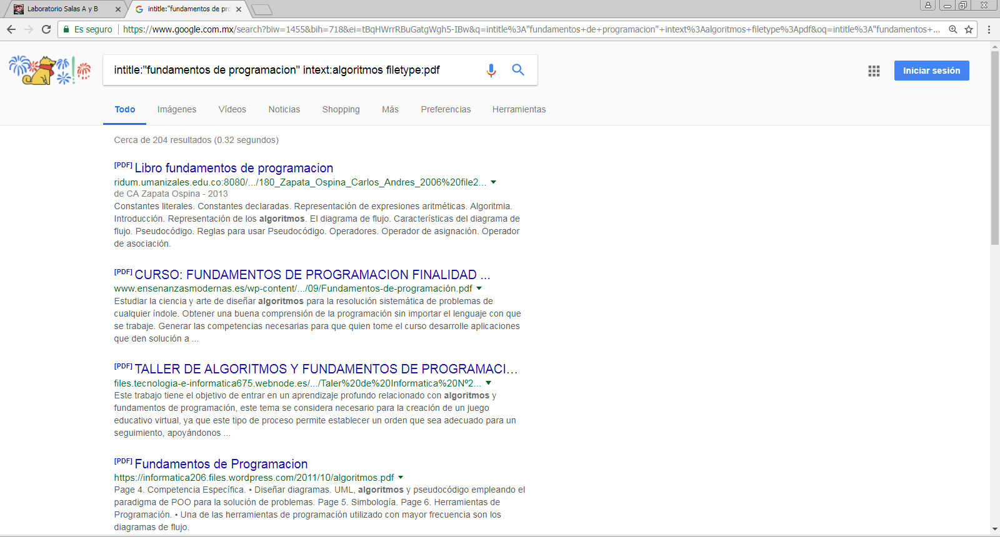 Laboratorio Salas A y B
intitle:"fundamentos de pro
Es seguro
https://www.google.com.mx/search?biw=1455&bih=718&ei=tBqHWrrRBuGatgWgh5-IBw&q=intitle%3A"fundamentos+de+programacion"+intext%3Aalgoritmos+filetype%3Apdf&oq=intitle%3A"fundamentos+...
intitle:"fundamentos de programacion" intext:algoritmos filetype:pdf
Iniciar sesión
Todo Imágenes Vídeos Noticias Shopping Más Preferencias Herramientas
Cerca de 204 resultados (0.32 segundos)
[PDF] Libro fundamentos de programacion
ridum.umanizales.edu.co:8080/.../180_Zapata_Ospina_Carlos_Andres_2006%20file2...
de CA Zapata Ospina - 2013
Constantes literales. Constantes declaradas. Representación de expresiones aritméticas. Algoritmia.
Introducción. Representación de los algoritmos. El diagrama de flujo. Características del diagrama de
flujo. Pseudocódigo. Reglas para usar Pseudocódigo. Operadores. Operador de asignación. Operador
de asociación.
[PDF] CURSO: FUNDAMENTOS DE PROGRAMACION FINALIDAD ...
www.ensenanzasmodernas.es/wp-content/.../09/Fundamentos-de-programación.pdf
Estudiar la ciencia y arte de diseñar algoritmos para la resolución sistemática de problemas de
cualquier índole. Obtener una buena comprensión de la programación sin importar el lenguaje con que
se trabaje. Generar las competencias necesarias para que quien tome el curso desarrolle aplicaciones
que den solución a ...
[PDF] TALLER DE ALGORITMOS Y FUNDAMENTOS DE PROGRAMACI...
files.tecnologia-e-informatica675.webnode.es/.../Taler%20de%20Informatica%20Nº2...
Este trabajo tiene el objetivo de entrar en un aprendizaje profundo relacionado con algoritmos y
fundamentos de programación, este tema se considera necesario para la creación de un juego
educativo virtual, ya que este tipo de proceso permite establecer un orden que sea adecuado para un
seguimiento, apoyándonos ...
[PDF] Fundamentos de Programacion
https://informatica206.files.wordpress.com/2011/10/algoritmos.pdf
Page 4. Competencia Específica. • Diseñar diagramas. UML, algoritmos y pseudocódigo empleando el
paradigma de POO para la solución de problemas. Page 5. Simbología. Page 6. Herramientas de
Programación. • Una de las herramientas de programación utilizado con mayor frecuencia son los
diagramas de flujo.